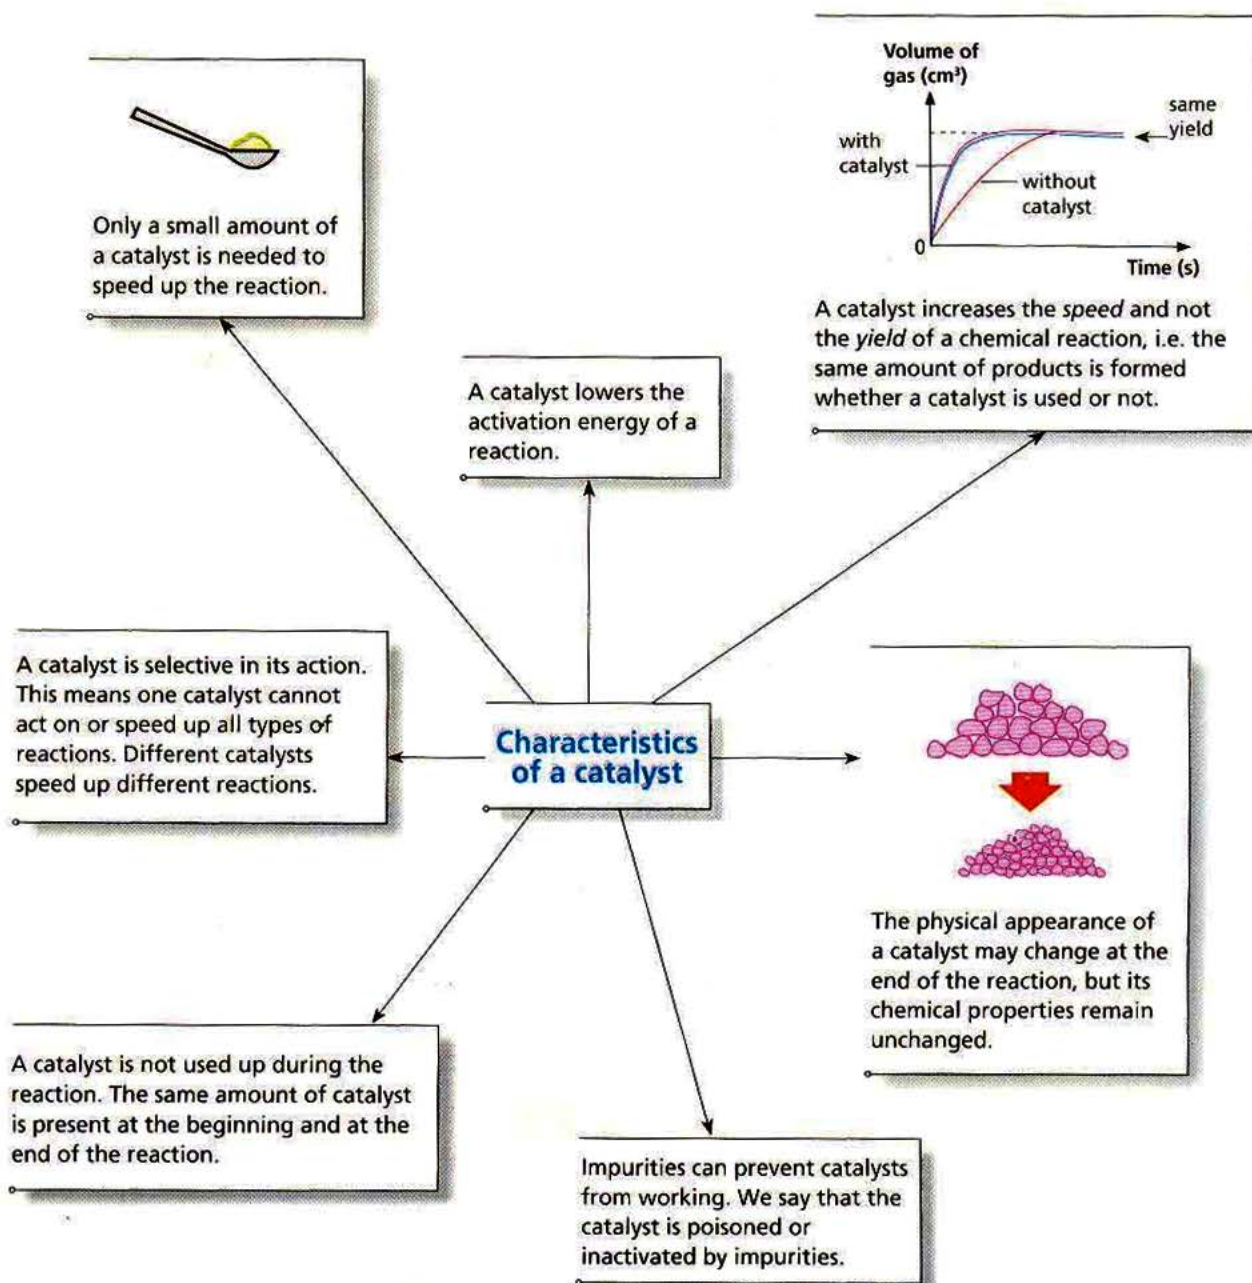 Only a small amount of
a catalyst is needed to
speed up the reaction.
A catalyst lowers the
activation energy of a
reaction.
Volume of
gas (cm³)
with
catalyst
without
catalyst
same
yield
0
Time (s)
A catalyst increases the speed and not
the yield of a chemical reaction, i.e. the
same amount of products is formed
whether a catalyst is used or not.
A catalyst is selective in its action.
This means one catalyst cannot
act on or speed up all types of
reactions. Different catalysts
speed up different reactions.
Characteristics
of a catalyst
The physical appearance of
a catalyst may change at the
end of the reaction, but its
chemical properties remain
unchanged.
A catalyst is not used up during the
reaction. The same amount of catalyst
is present at the beginning and at the
end of the reaction.
Impurities can prevent catalysts
from working. We say that the
catalyst is poisoned or
inactivated by impurities.